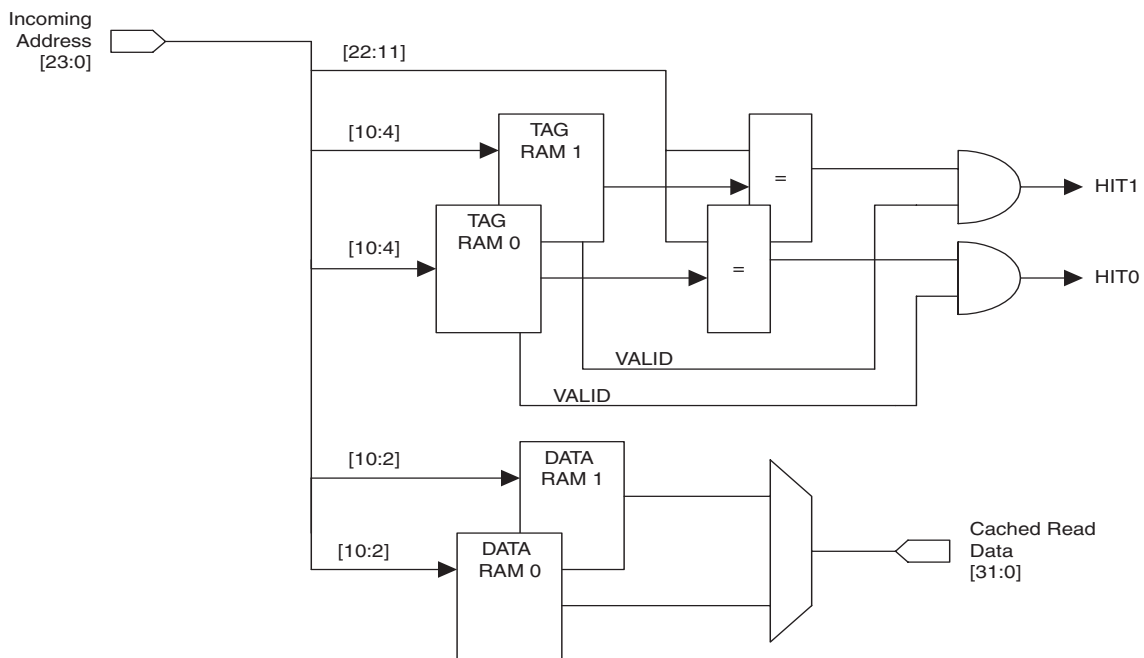 Incoming
Address
[23:0]
[22:11]
[10:4]
TAG
RAM 1
=
HIT1
[10:4]
TAG
RAM 0
=
HIT0
VALID
VALID
[10:2]
DATA
RAM 1
[10:2]
DATA
RAM 0
Cached Read
Data
[31:0]